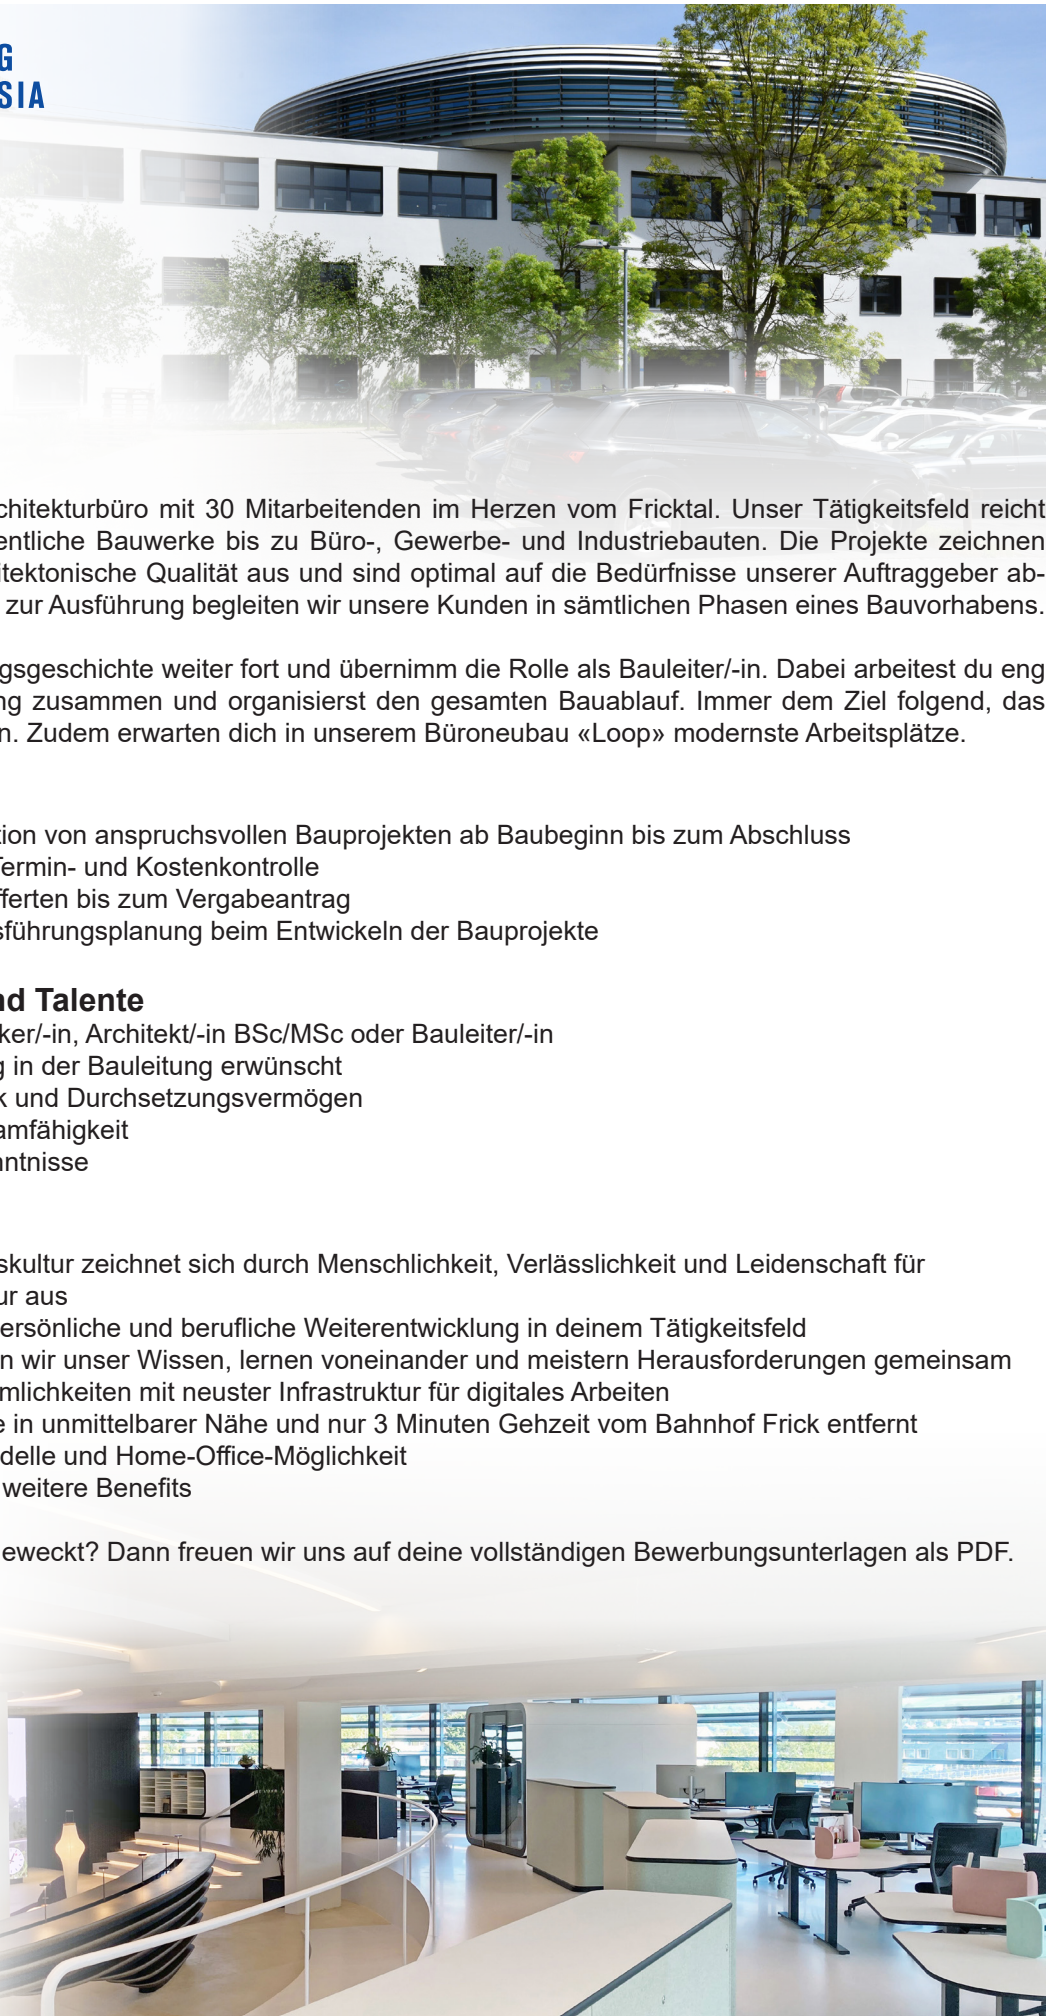 G
SIA
chitekturbüro mit 30 Mitarbeitenden im Herzen vom Fricktal. Unser Tätigkeitsfeld reicht
entliche Bauwerke bis zu Büro-, Gewerbe- und Industriebauten. Die Projekte zeichnen
itektonische Qualität aus und sind optimal auf die Bedürfnisse unserer Auftraggeber ab-
zur Ausführung begleiten wir unsere Kunden in sämtlichen Phasen eines Bauvorhabens.
gsgeschichte weiter fort und übernimm die Rolle als Bauleiter/-in. Dabei arbeitest du eng
ng zusammen und organisierst den gesamten Bauablauf. Immer dem Ziel folgend, das
n. Zudem erwarten dich in unserem Büroneubau «Loop» modernste Arbeitsplätze.
tion von anspruchsvollen Bauprojekten ab Baubeginn bis zum Abschluss
Termin- und Kostenkontrolle
fferten bis zum Vergabeantrag
sführungsplanung beim Entwickeln der Bauprojekte
nd Talente
ker/-in, Architekt/-in BSc/MSc oder Bauleiter/-in
g in der Bauleitung erwünscht
k und Durchsetzungsvermögen
amfähigkeit
nntnisse
skultur zeichnet sich durch Menschlichkeit, Verlässlichkeit und Leidenschaft für
ur aus
ersönliche und berufliche Weiterentwicklung in deinem Tätigkeitsfeld
n wir unser Wissen, lernen voneinander und meistern Herausforderungen gemeinsam
mlichkeiten mit neuster Infrastruktur für digitales Arbeiten
e in unmittelbarer Nähe und nur 3 Minuten Gehzeit vom Bahnhof Frick entfernt
delle und Home-Office-Möglichkeit
weitere Benefits
eweckt? Dann freuen wir uns auf deine vollständigen Bewerbungsunterlagen als PDF.